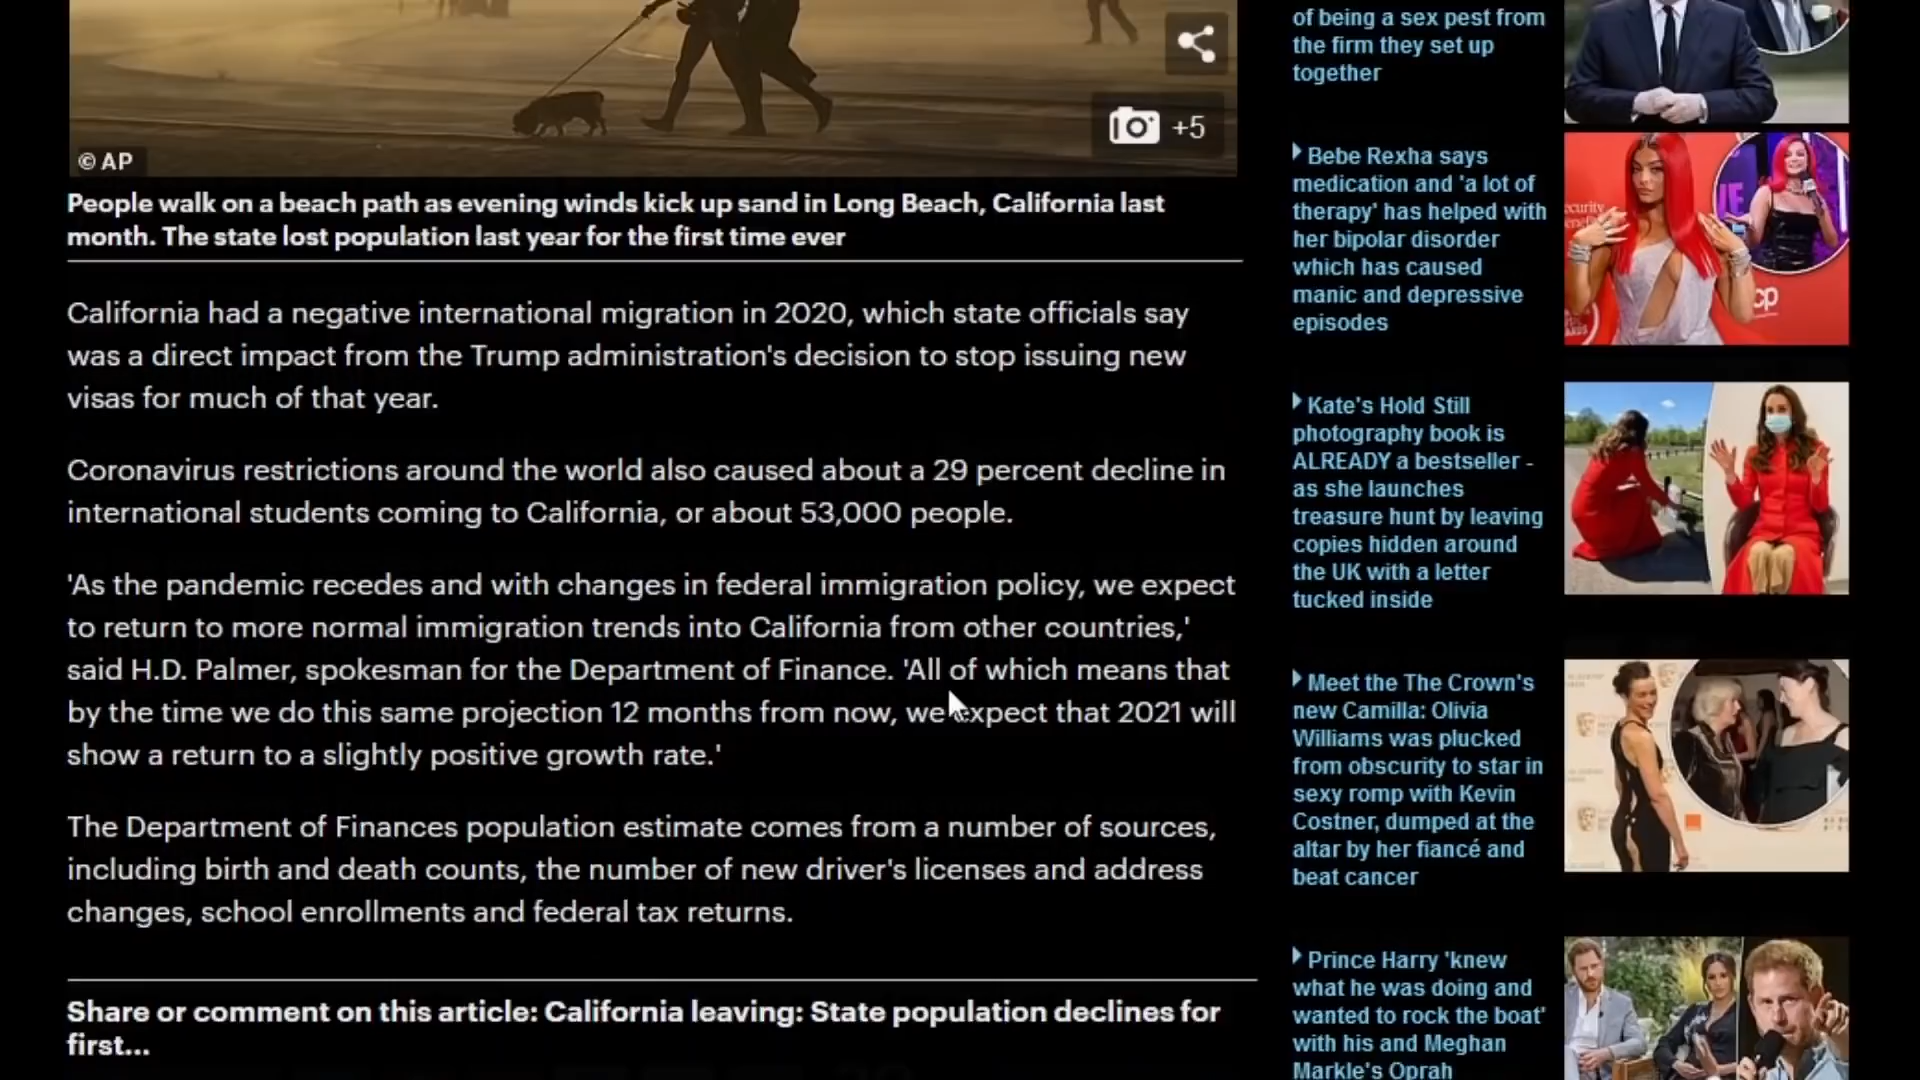 © AP
+5
People walk on a beach path as evening winds kick up sand in Long Beach, California last
month. The state lost population last year for the first time ever
California had a negative international migration in 2020, which state officials say
was a direct impact from the Trump administration's decision to stop issuing new
visas for much of that year.
Coronavirus restrictions around the world also caused about a 29 percent decline in
international students coming to California, or about 53,000 people.
'As the pandemic recedes and with changes in federal immigration policy, we expect
to return to more normal immigration trends into California from other countries,'
said H.D. Palmer, spokesman for the Department of Finance. 'All of which means that
by the time we do this same projection 12 months from now, we expect that 2021 will
show a return to a slightly positive growth rate.'
The Department of Finances population estimate comes from a number of sources,
including birth and death counts, the number of new driver's licenses and address
changes, school enrollments and federal tax returns.
Share or comment on this article: California leaving: State population declines for
first...
of being a sex pest from
the firm they set up
together
Bebe Rexha says
medication and 'a lot of
therapy' has helped with
her bipolar disorder
which has caused
manic and depressive
episodes
Kate's Hold Still
photography book is
ALREADY a bestseller -
as she launches
treasure hunt by leaving
copies hidden around
the UK with a letter
tucked inside
Meet the The Crown's
new Camilla: Olivia
Williams was plucked
from obscurity to star in
sexy romp with Kevin
Costner, dumped at the
altar by her fiancé and
beat cancer
Prince Harry 'knew
what he was doing and
wanted to rock the boat'
with his and Meghan
Markle's Oprah